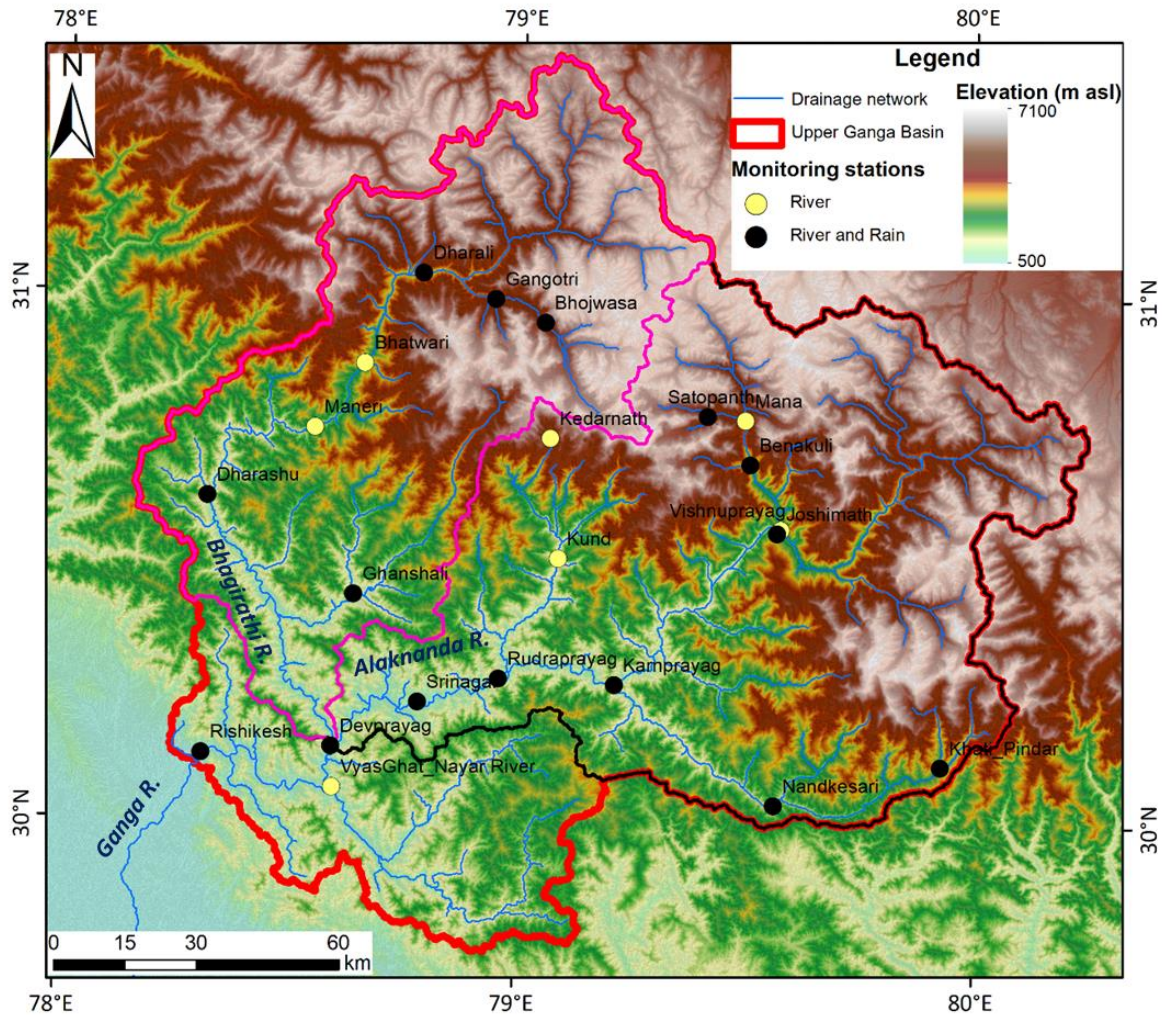 78°E
79°E
80°E
N
Legend
Drainage network
Upper Ganga Basin
Monitoring stations
River
River and Rain
Elevation (m asl)
7100
500
31°N
31°N
Dharali
Gangotri
Bhojwasa
Bhatwari
Maneri
Kedarnath
Satopanth
Mana
Benakuli
Dharashu
Vishnuprayag
Joshimath
Kund
Bhagirathi R.
Ghanshali
Alaknanda R.
Rudraprayag
Karnprayag
Srinagar
Rishikesh
Devprayag
VyasGhat_Nayar River
Khati_Pindar
Nandkesari
Ganga R.
30°N
30°N
0
15
30
60
km
78°E
79°E
80°E